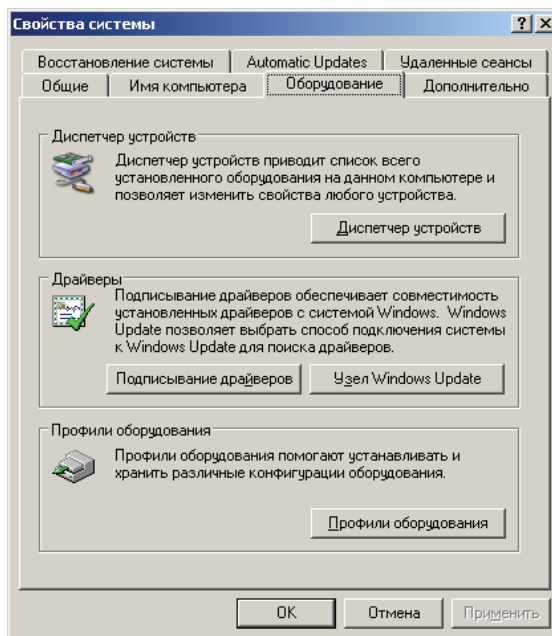 Свойства системы
Восстановление системы
Automatic Updates
Удаленные сеансы
Общие
Имя компьютера
Оборудование
Дополнительно
Диспетчер устройств
Диспетчер устройств приводит список всего
установленного оборудования на данном компьютере и
позволяет изменить свойства любого устройства.
Диспетчер устройств
Драйверы
Подписывание драйверов обеспечивает совместимость
установленных драйверов с системой Windows. Windows
Update позволяет выбрать способ подключения системы
к Windows Update для поиска драйверов.
Подписывание драйверов
Узел Windows Update
Профили оборудования
Профили оборудования помогают устанавливать и
хранить различные конфигурации оборудования.
Профили оборудования
OK
Отмена
Применить